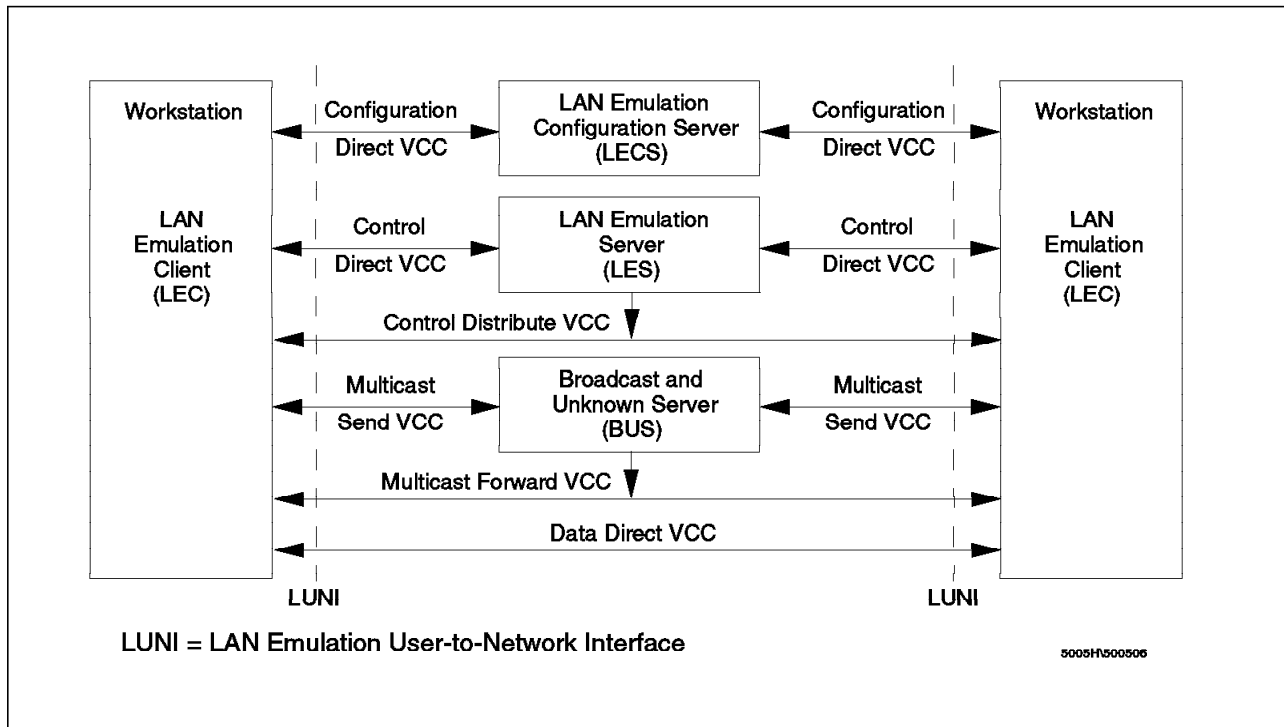 Workstation
LAN
Emulation
Client
(LEC)
Configuration
Direct VCC
LAN Emulation
Configuration Server
(LECS)
Configuration
Direct VCC
Workstation
LAN
Emulation
Client
(LEC)
Control
Direct VCC
LAN Emulation
Server
(LES)
Control
Direct VCC
Control Distribute VCC
Multicast
Send VCC
Broadcast and
Unknown Server
(BUS)
Multicast
Send VCC
Multicast Forward VCC
Data Direct VCC
LUNI
LUNI
LUNI = LAN Emulation User-to-Network Interface
5005H\500506